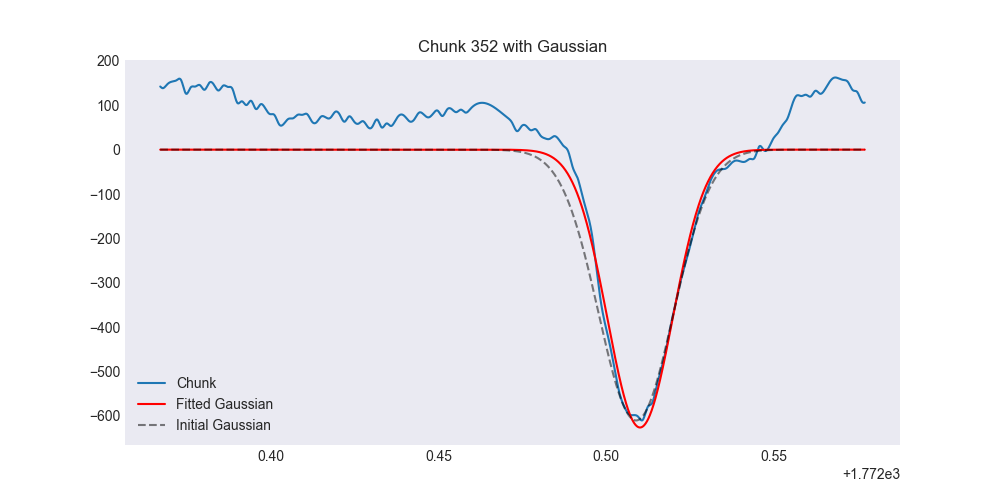 Chunk 352 with Gaussian
200
100
0
−100
−200
−300
−400
−500
−600
Chunk
Fitted Gaussian
Initial Gaussian
0.40 0.45 0.50 0.55
+1.772e3